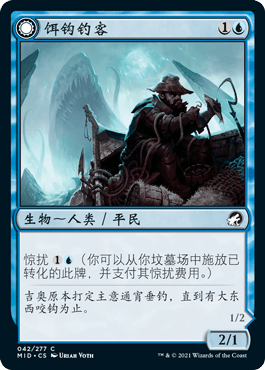 饵钩钓客 1
生物～人类 / 平民
惊扰 1（你可以从你坟墓场中施放已
转化的此牌，并支付其惊扰费用。）
吉奥原本打定主意通宵垂钓，直到有大东
西咬钩为止。
1/2
2/1
042/277 C
MID • CS URIAH VOTH
™ & © 2021 Wizards of the Coast